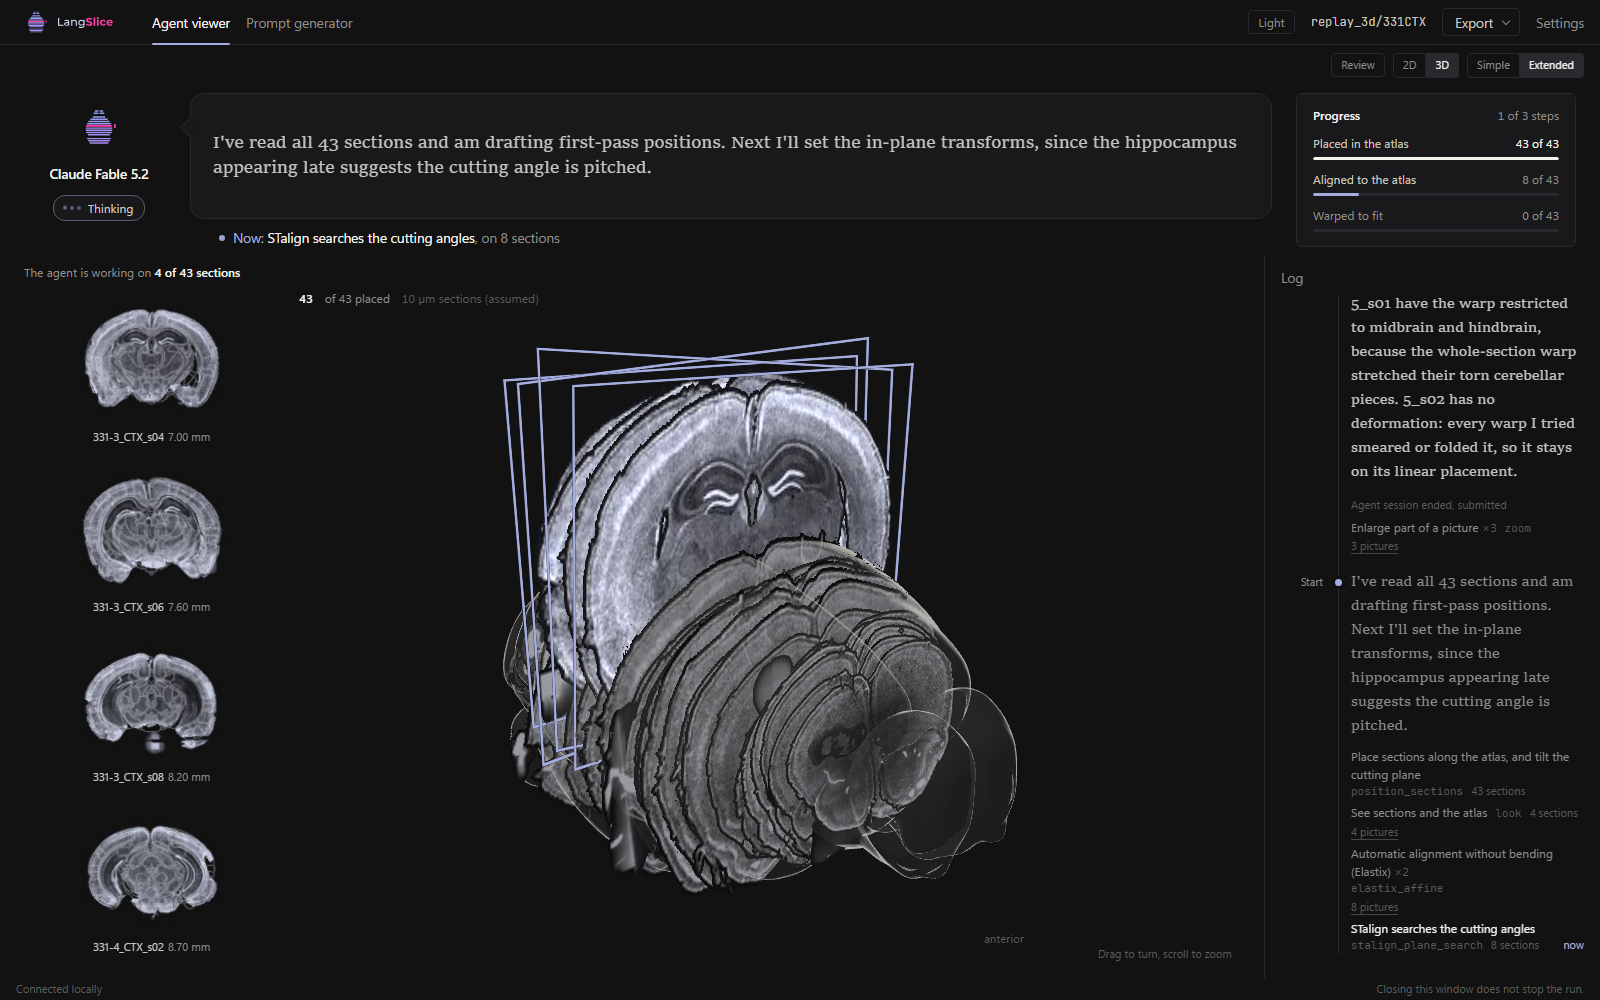 LangSlice
Agent viewer
Prompt generator
Light
replay_3d/331CTX
Export
Settings
Review
2D
3D
Simple
Extended
Claude Fable 5.2
Thinking
I've read all 43 sections and am drafting first-pass positions. Next I'll set the in-plane transforms, since the hippocampus
appearing late suggests the cutting angle is pitched.
Now: STalign searches the cutting angles, on 8 sections
Progress
1 of 3 steps
Placed in the atlas
43 of 43
Aligned to the atlas
8 of 43
Warped to fit
0 of 43
The agent is working on 4 of 43 sections
331-3_CTX_s04 7.00 mm
331-3_CTX_s06 7.60 mm
331-3_CTX_s08 8.20 mm
331-4_CTX_s02 8.70 mm
43 of 43 placed 10 µm sections (assumed)
anterior
Drag to turn, scroll to zoom
Log
5_s01 have the warp restricted
to midbrain and hindbrain,
because the whole-section warp
stretched their torn cerebellar
pieces. 5_s02 has no
deformation: every warp I tried
smeared or folded it, so it stays
on its linear placement.
Agent session ended, submitted
Enlarge part of a picture ×3 zoom
3 pictures
Start
I've read all 43 sections and am
drafting first-pass positions.
Next I'll set the in-plane
transforms, since the
hippocampus appearing late
suggests the cutting angle is
pitched.
Place sections along the atlas, and tilt the
cutting plane
position_sections 43 sections
See sections and the atlas look 4 sections
4 pictures
Automatic alignment without bending
(Elastix) ×2
elastix_affine
8 pictures
STalign searches the cutting angles
stalign_plane_search 8 sections now
Connected locally
Closing this window does not stop the run.